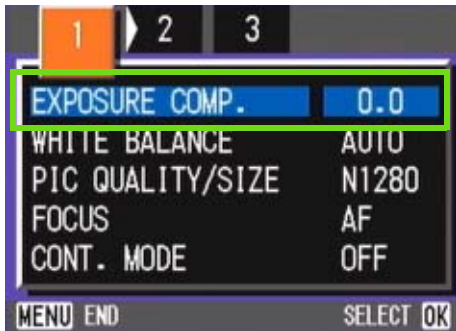 1 2 3
EXPOSURE COMP. 0.0
WHITE BALANCE AUTO
PIC QUALITY/SIZE N1280
FOCUS AF
CONT. MODE OFF
MENU END SELECT OK